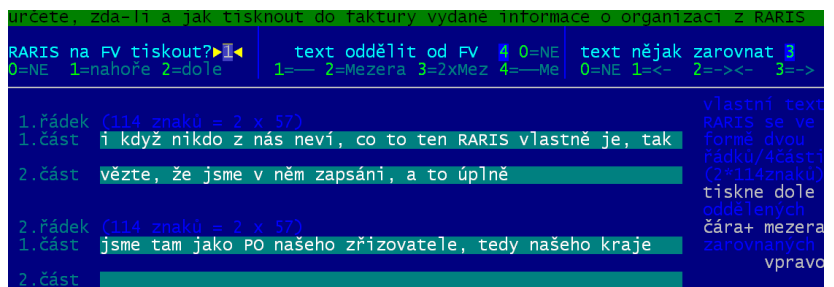 určete, zda-li a jak tisknout do faktury vydané informace o organizaci z RARIS
RARIS na FV tiskout?►1◄ text oddělit od FV 4 0=NE text nějak zarovnat 3
0=NE 1=nahoře 2=dole 1=—— 2=Mezera 3=2xMez 4=——Me 0=NE 1=<- 2=-><- 3=->
vlastní text
1.řádek (114 znaků = 2 x 57) RARIS se ve
1.část i když nikdo z nás neví, co to ten RARIS vlastně je, tak formě dvou
řádků/4částí
2.část vězte, že jsme v něm zapsáni, a to úplně (2*114znaků)
tiskne dole
oddělených
2.řádek (114 znaků = 2 x 57) čára+ mezera
1.část jsme tam jako PO našeho zřizovatele, tedy našeho kraje zarovnaných
vpravo
2.část